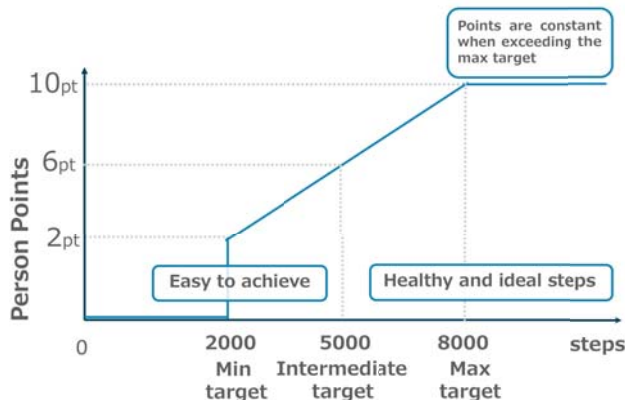 Points are constant
when exceeding the
max target
10pt
6pt
2pt
Person Points
Easy to achieve
Healthy and ideal steps
0
2000
5000
8000
steps
Min
Intermediate
Max
target
target
target